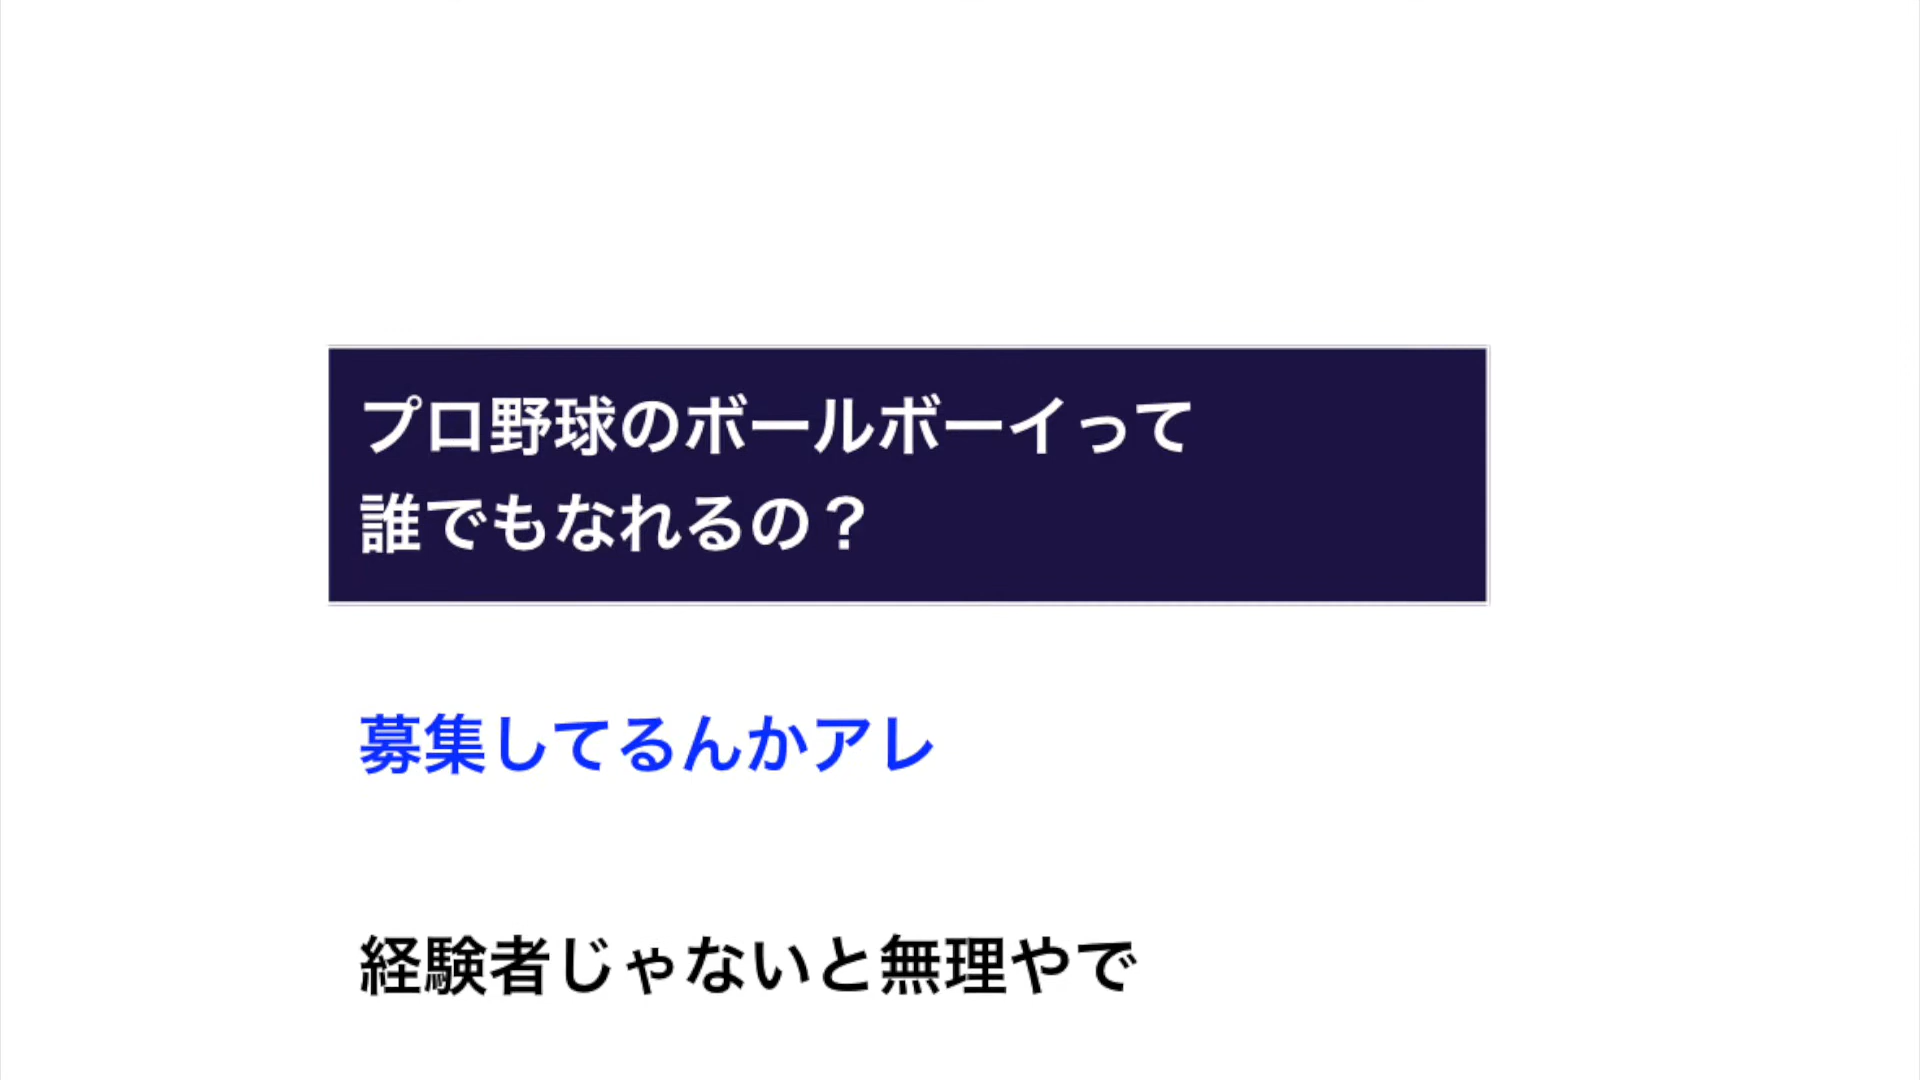 プロ野球のボールボーイって
誰でもなれるの？
募集してるんかアレ
経験者じゃないと無理やで